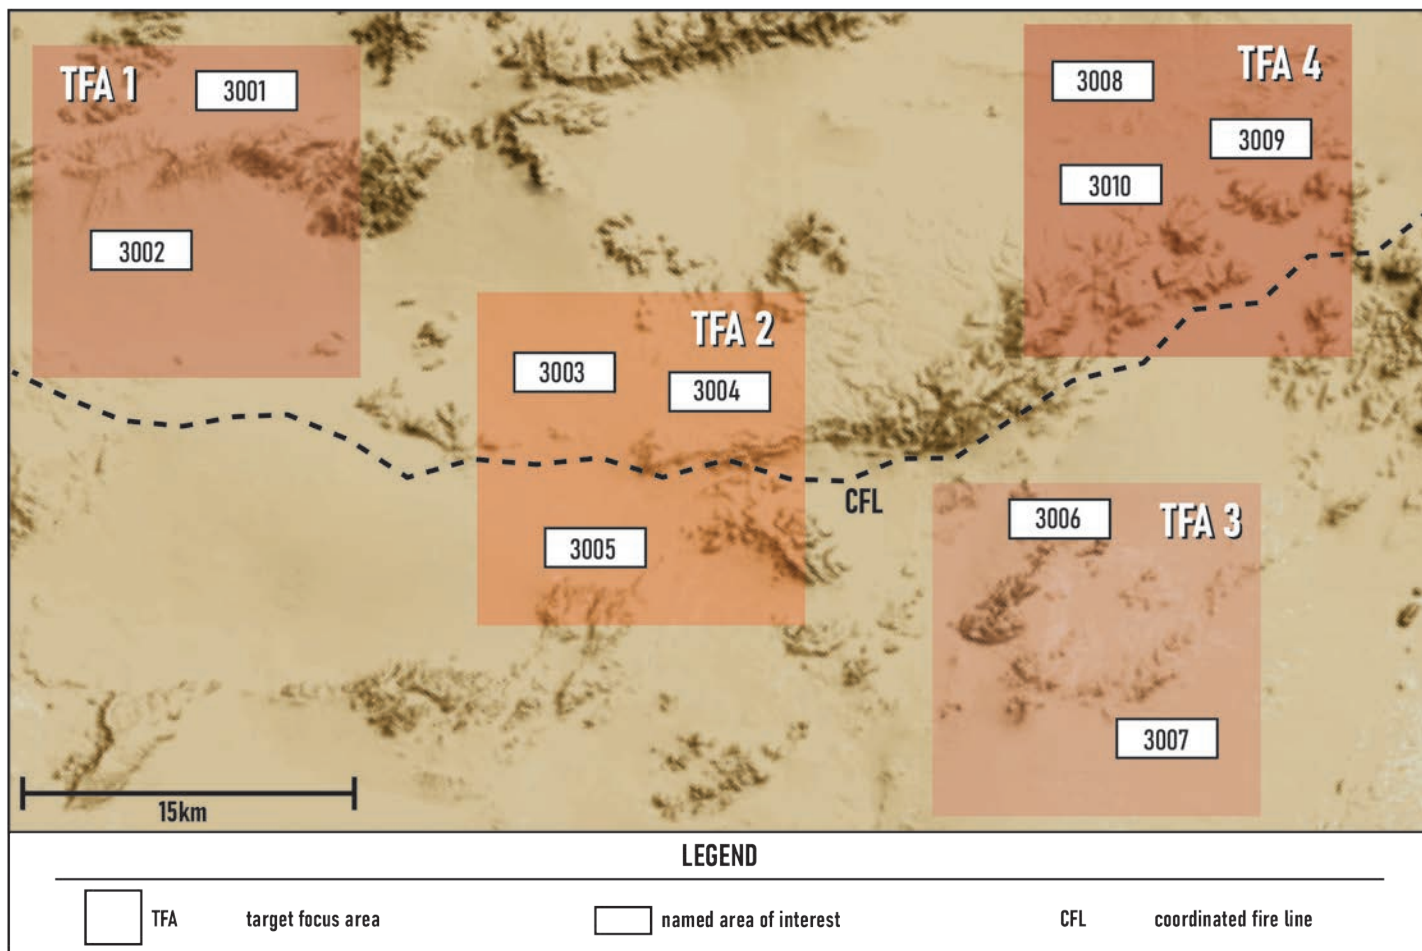 TFA 1
3001
3002
TFA 2
3003
3004
3005
CFL
TFA 3
3006
3007
TFA 4
3008
3009
3010
15km
LEGEND
TFA target focus area
named area of interest
CFL coordinated fire line